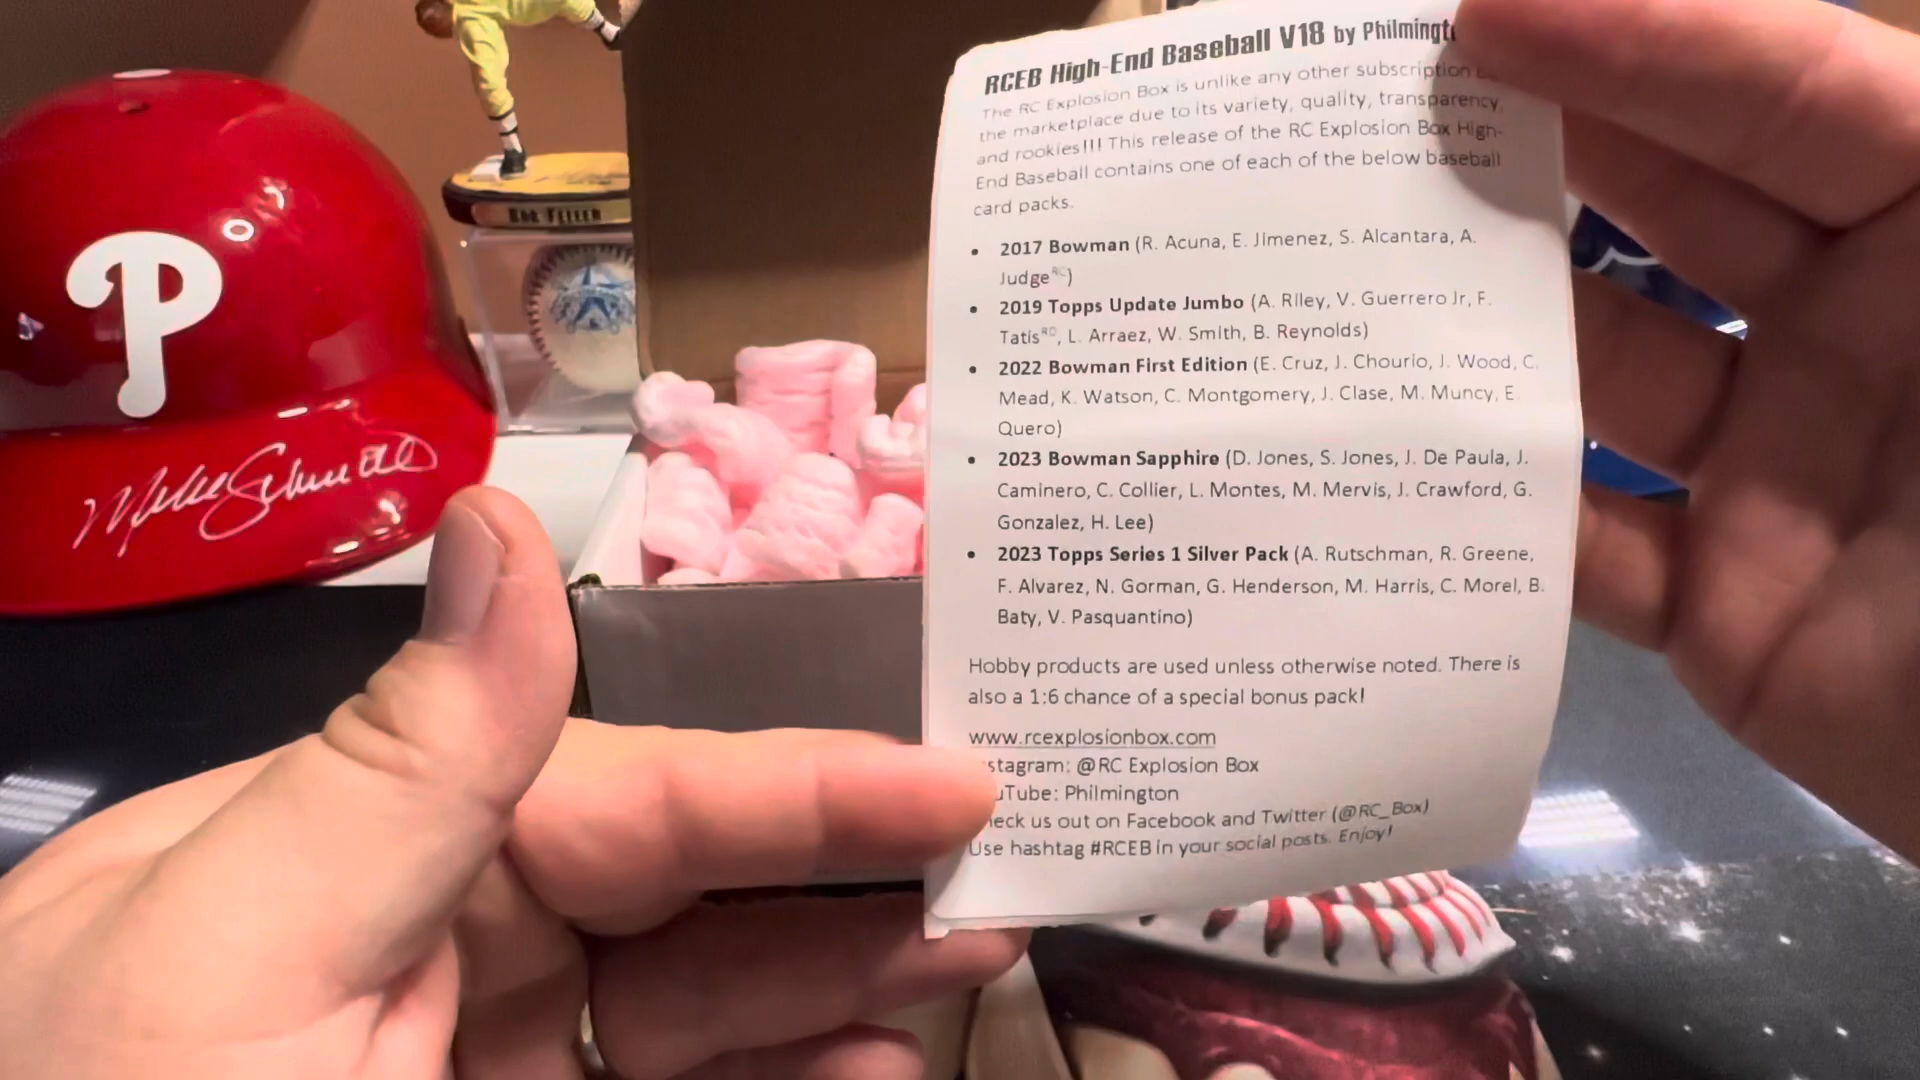 P
Mike Schmidt
BOB FELLER
RCEB High-End Baseball V18 by Philmingt
The RC Explosion Box is unlike any other subscription
the marketplace due to its variety, quality, transparency,
and rookies!!! This release of the RC Explosion Box High-
End Baseball contains one of each of the below baseball
card packs.
• 2017 Bowman (R. Acuna, E. Jimenez, S. Alcantara, A.
Judge)
• 2019 Topps Update Jumbo (A. Riley, V. Guerrero Jr, F.
Tatis, L. Arraez, W. Smith, B. Reynolds)
• 2022 Bowman First Edition (E. Cruz, J. Chourio, J. Wood, C.
Mead, K. Watson, C. Montgomery, J. Clase, M. Muncy, E.
Quero)
• 2023 Bowman Sapphire (D. Jones, S. Jones, J. De Paula, J.
Caminero, C. Collier, L. Montes, M. Mervis, J. Crawford, G.
Gonzalez, H. Lee)
• 2023 Topps Series 1 Silver Pack (A. Rutschman, R. Greene,
F. Alvarez, N. Gorman, G. Henderson, M. Harris, C. Morel, B.
Baty, V. Pasquantino)
Hobby products are used unless otherwise noted. There is
also a 1:6 chance of a special bonus pack!
www.rcexplosionbox.com
stagram: @RC Explosion Box
uTube: Philmington
heck us out on Facebook and Twitter (@RC_Box)
Use hashtag #RCEB in your social posts. Enjoy!